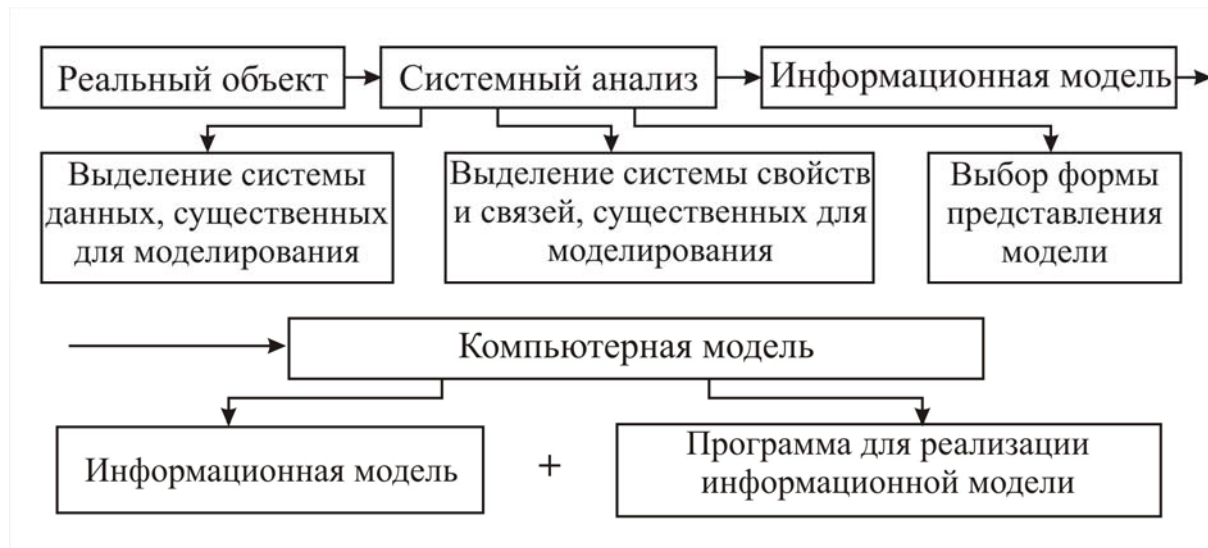 Реальный объект
Системный анализ
Информационная модель
Выделение системы
данных, существенных
для моделирования
Выделение системы свойств
и связей, существенных для
моделирования
Выбор формы
представления
модели
Компьютерная модель
Информационная модель
+
Программа для реализации
информационной модели